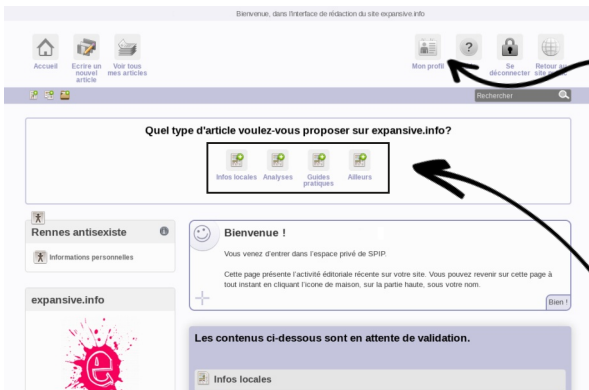 Bienvenue, dans l'interface de rédaction du site expansive.info
Accueil
Ecrire un nouvel article
Voir tous mes articles
Mon profil
?
Se déconnecter
Retour au site public
Rechercher
Quel type d'article voulez-vous proposer sur expansive.info?
Infos locales
Analyses
Guides pratiques
Ailleurs
Rennes antisexiste
Informations personnelles
expansive.info
e
Bienvenue !
Vous venez d'entrer dans l'espace privé de SPIP.
Cette page présente l'activité éditoriale récente sur votre site. Vous pouvez revenir sur cette page à
tout instant en cliquant l'icone de maison, sur la partie haute, sous votre nom.
Bien !
Les contenus ci-dessous sont en attente de validation.
Infos locales